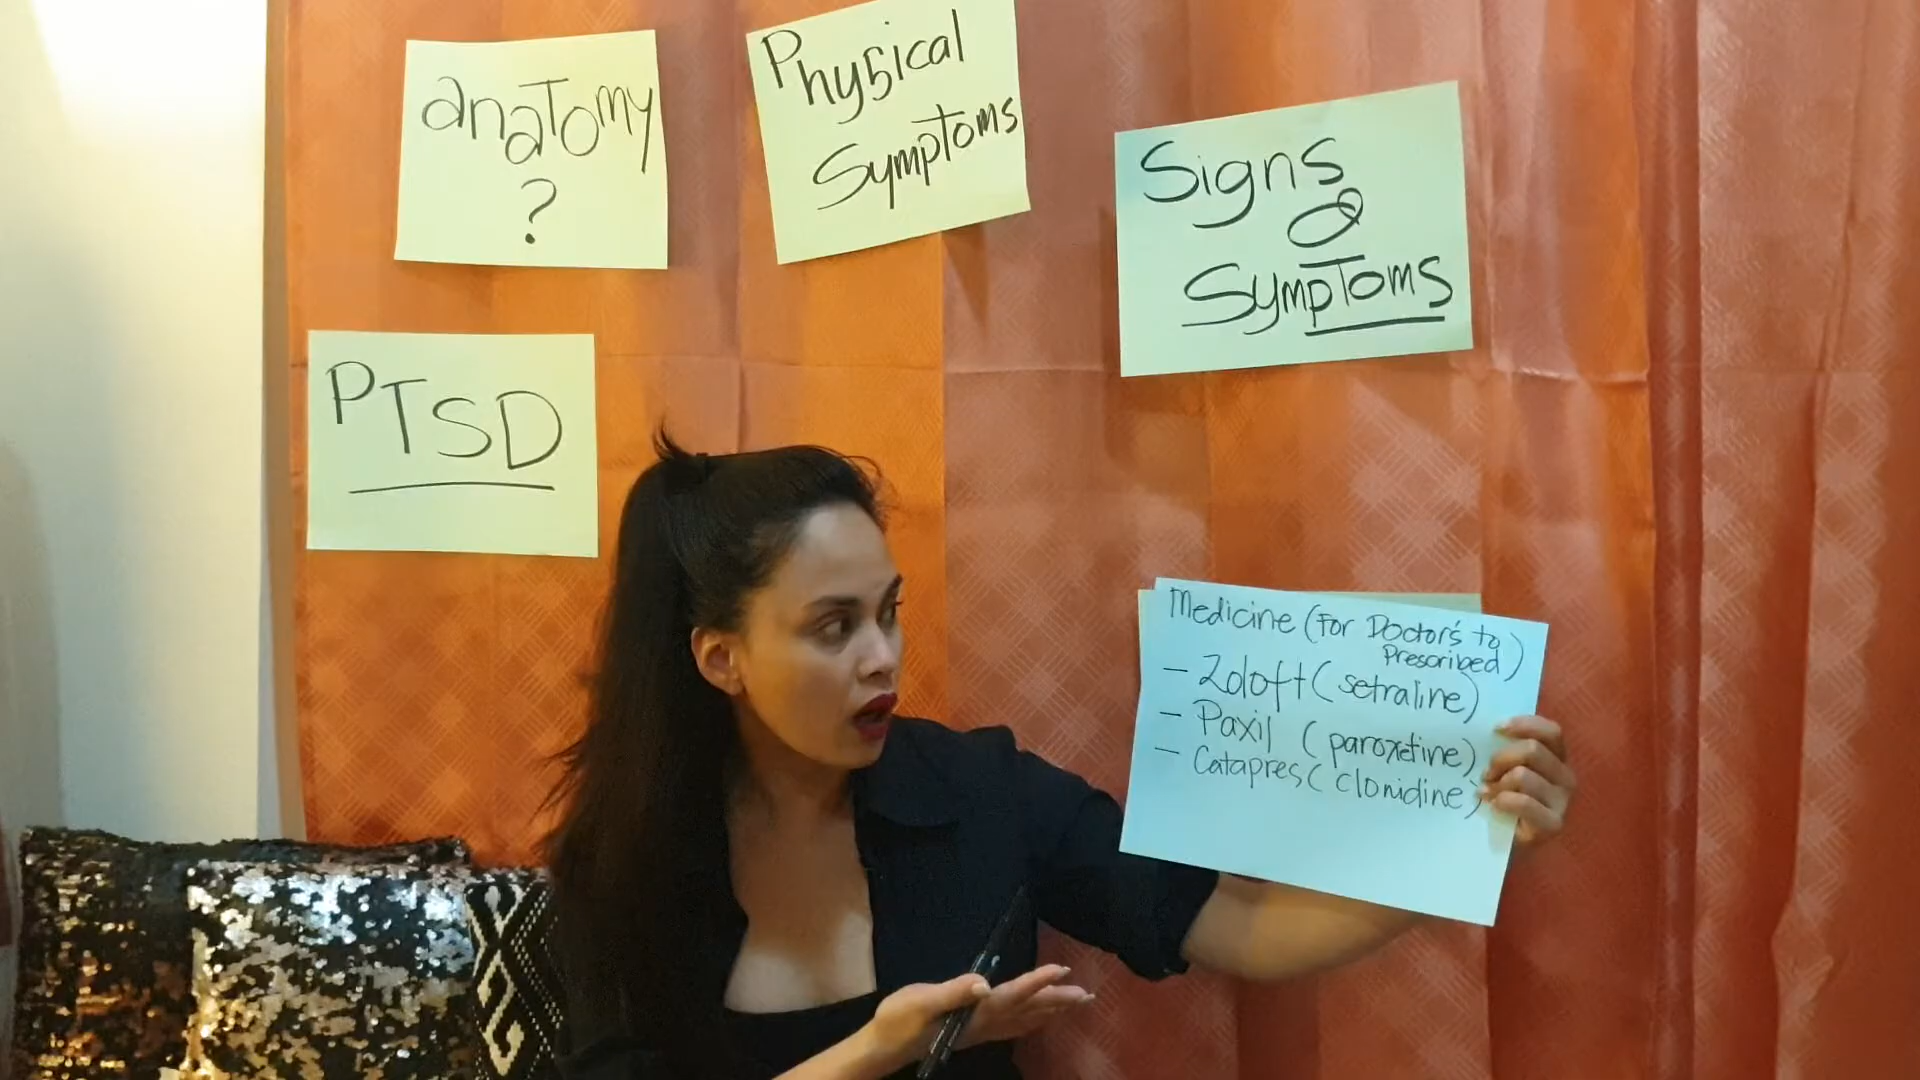 anatomy
?
Physical
Symptoms
Signs
&
Symptoms
PTSD
Medicine (For Doctor's to
Prescribed)
- Zoloft (setraline)
- Paxil (paroxetine)
- Catapres (clonidine)